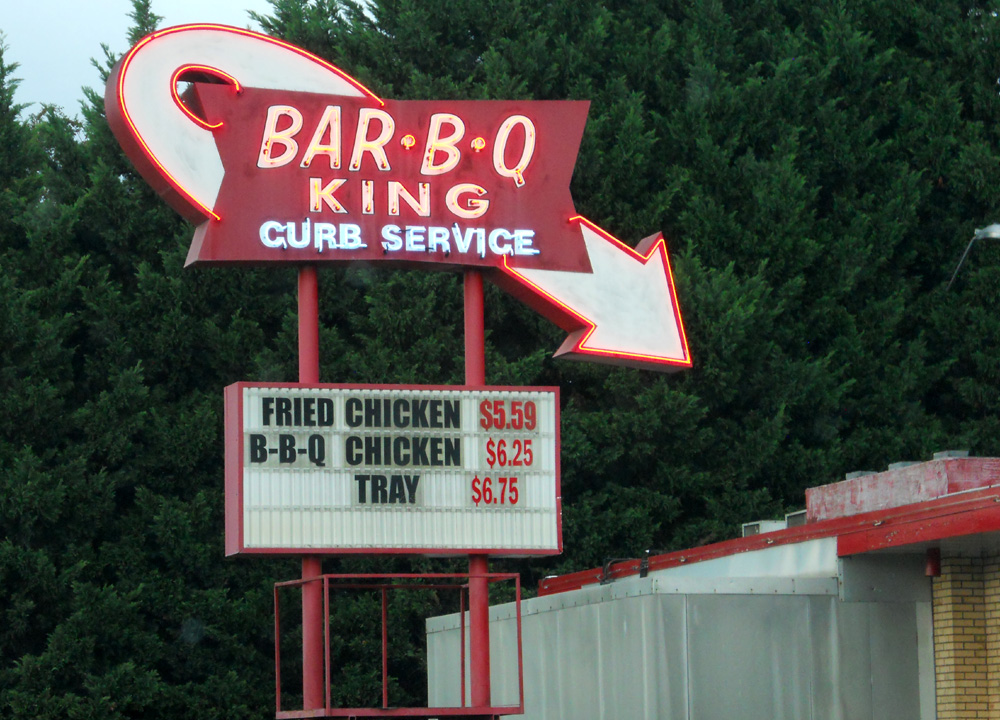 BAR·B·Q
KING
CURB SERVICE
FRIED CHICKEN $5.59
B-B-Q CHICKEN $6.25
TRAY $6.75